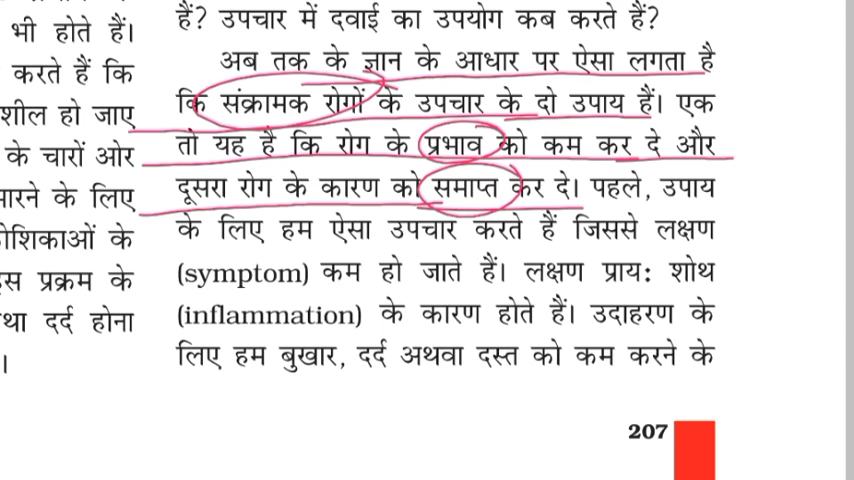 भी होते हैं।
करते हैं कि
शील हो जाए
के चारों ओर
मारने के लिए
कोशिकाओं के
प्रक्रम के
दर्द होना
।
हैं? उपचार में दवाई का उपयोग कब करते हैं?
अब तक के ज्ञान के आधार पर ऐसा लगता है
कि संक्रामक रोगों के उपचार के दो उपाय हैं। एक
तो यह है कि रोग के प्रभाव को कम कर दे और
दूसरा रोग के कारण को समाप्त कर दे। पहले, उपाय
के लिए हम ऐसा उपचार करते हैं जिससे लक्षण
(symptom) कम हो जाते हैं। लक्षण प्राय: शोथ
(inflammation) के कारण होते हैं। उदाहरण के
लिए हम बुखार, दर्द अथवा दस्त को कम करने के
207